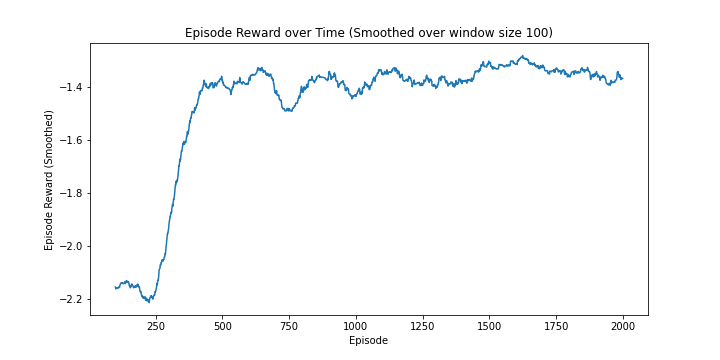 Episode Reward over Time (Smoothed over window size 100)
Episode Reward (Smoothed)
−1.4
−1.6
−1.8
−2.0
−2.2
250 500 750 1000 1250 1500 1750 2000
Episode